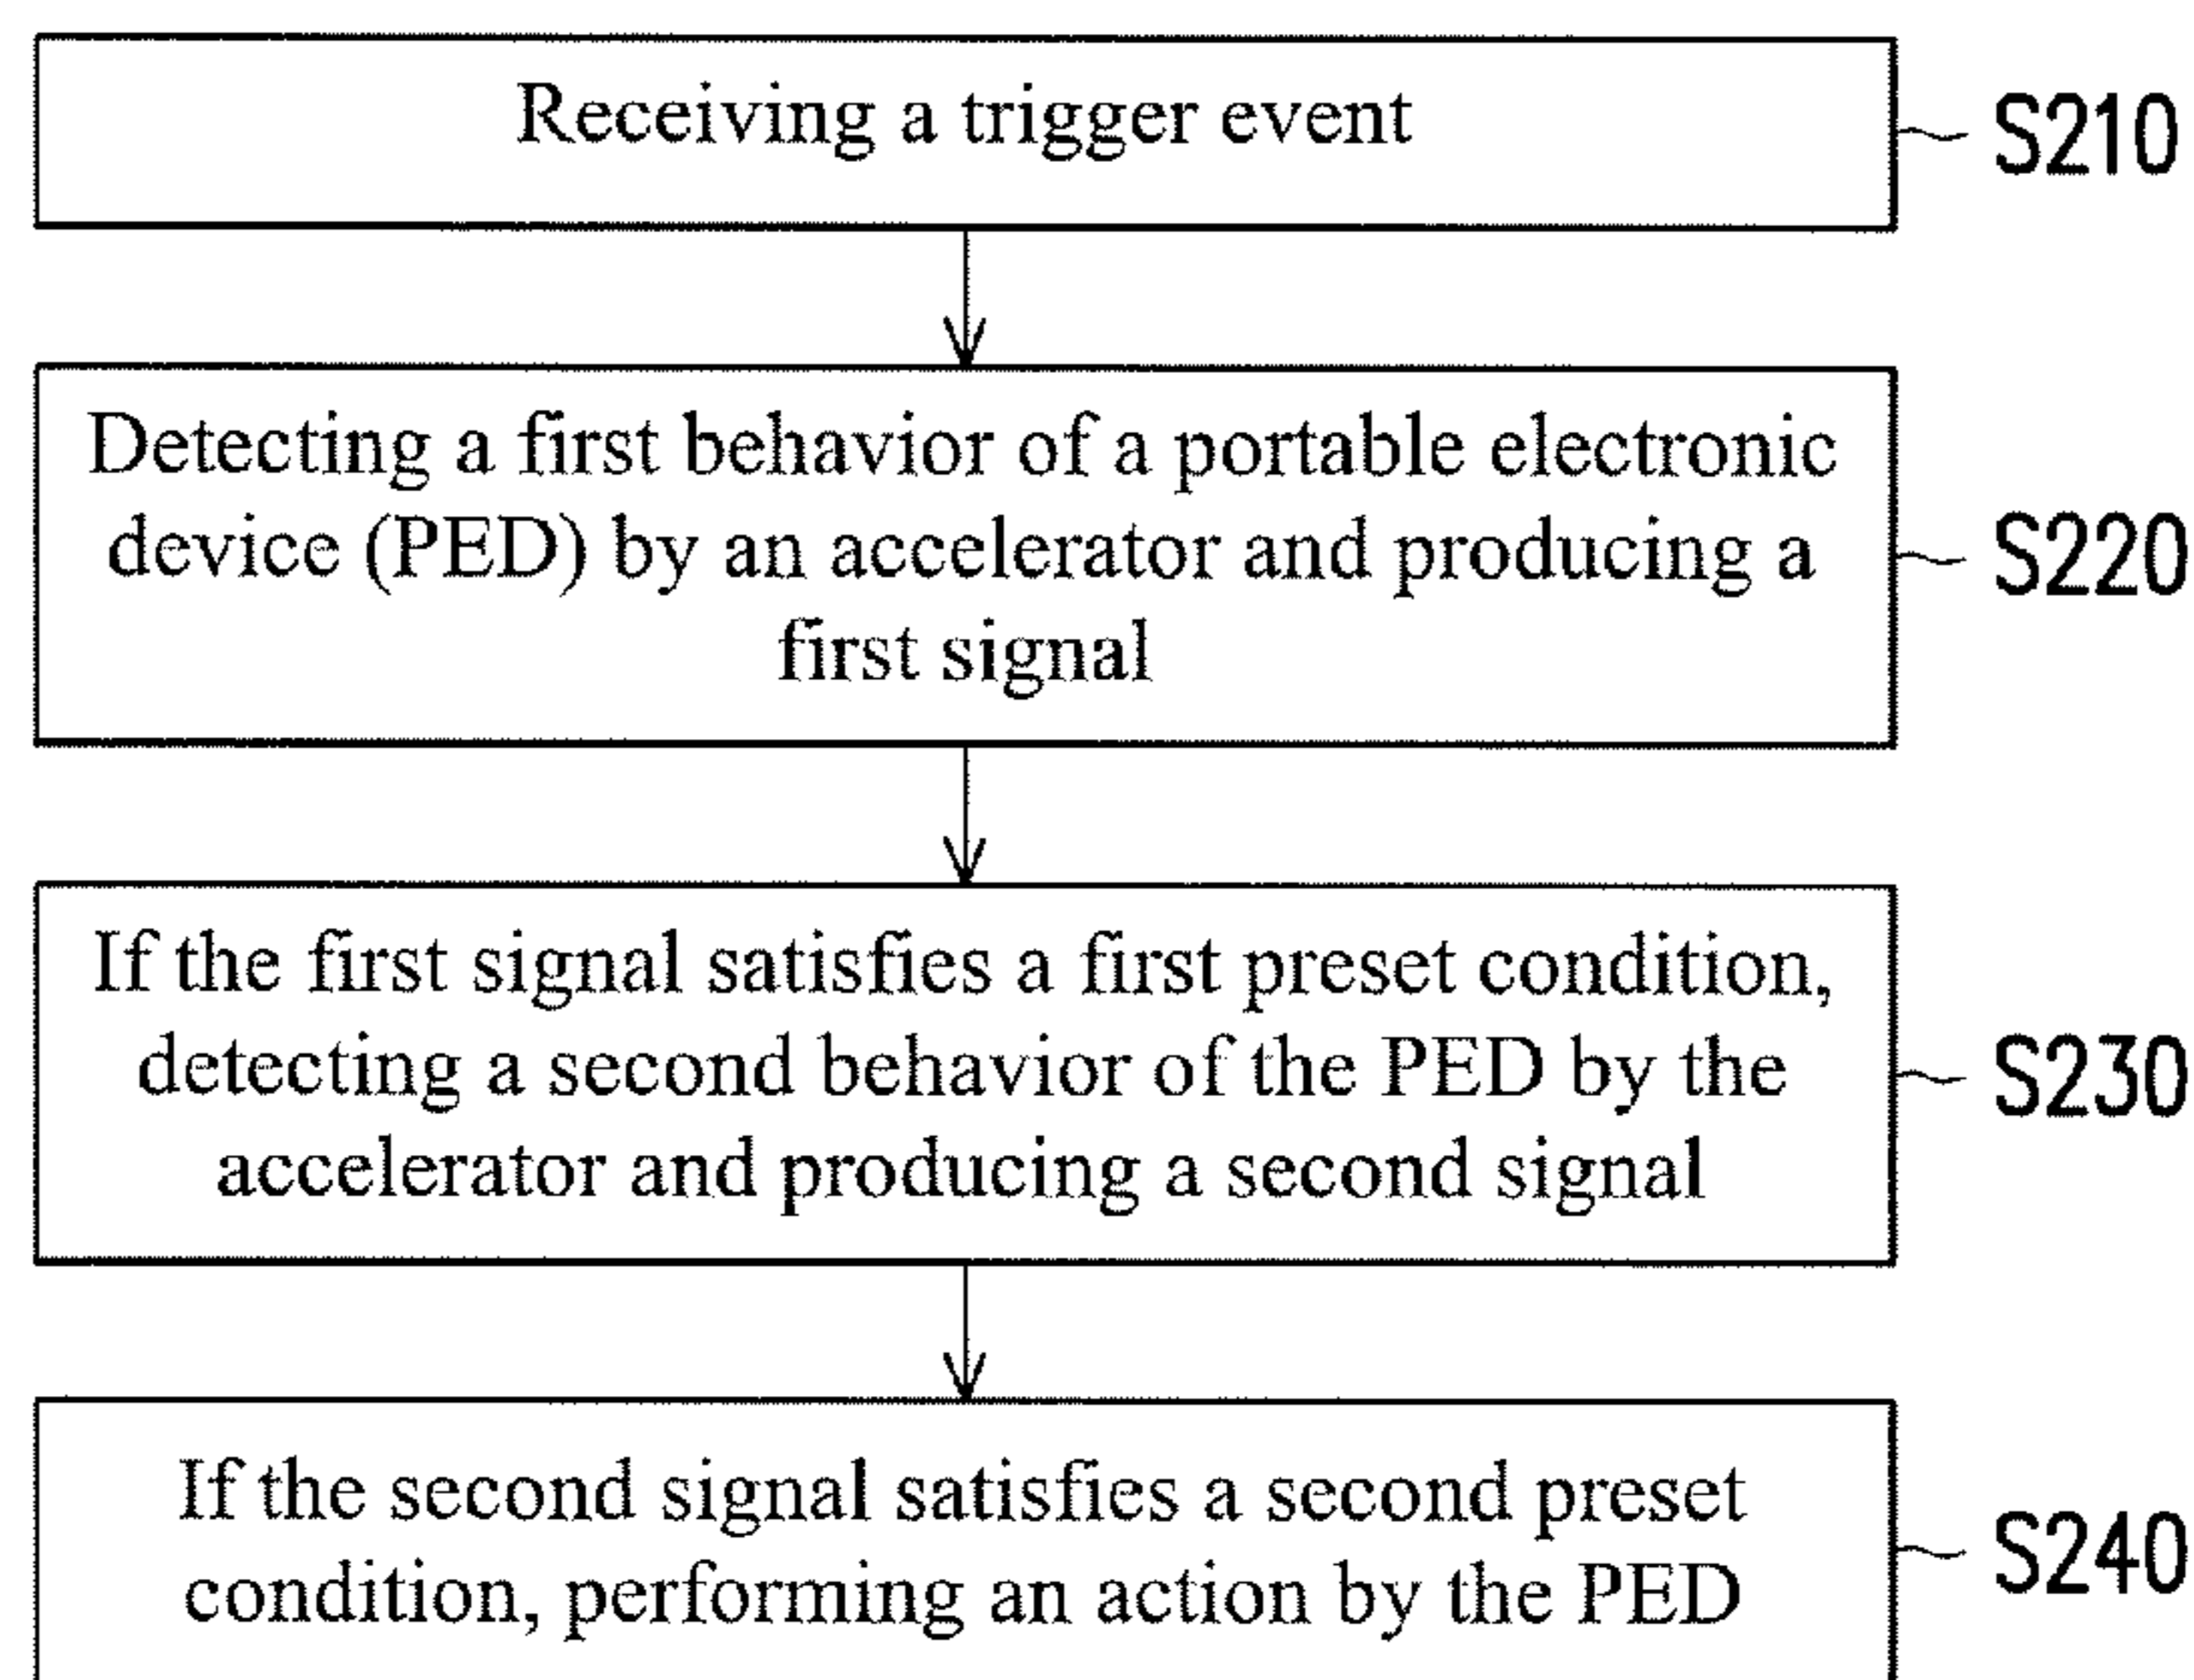 Receiving a trigger event
S210
Detecting a first behavior of a portable electronic
device (PED) by an accelerator and producing a
first signal
S220
If the first signal satisfies a first preset condition,
detecting a second behavior of the PED by the
accelerator and producing a second signal
S230
If the second signal satisfies a second preset
condition, performing an action by the PED
S240